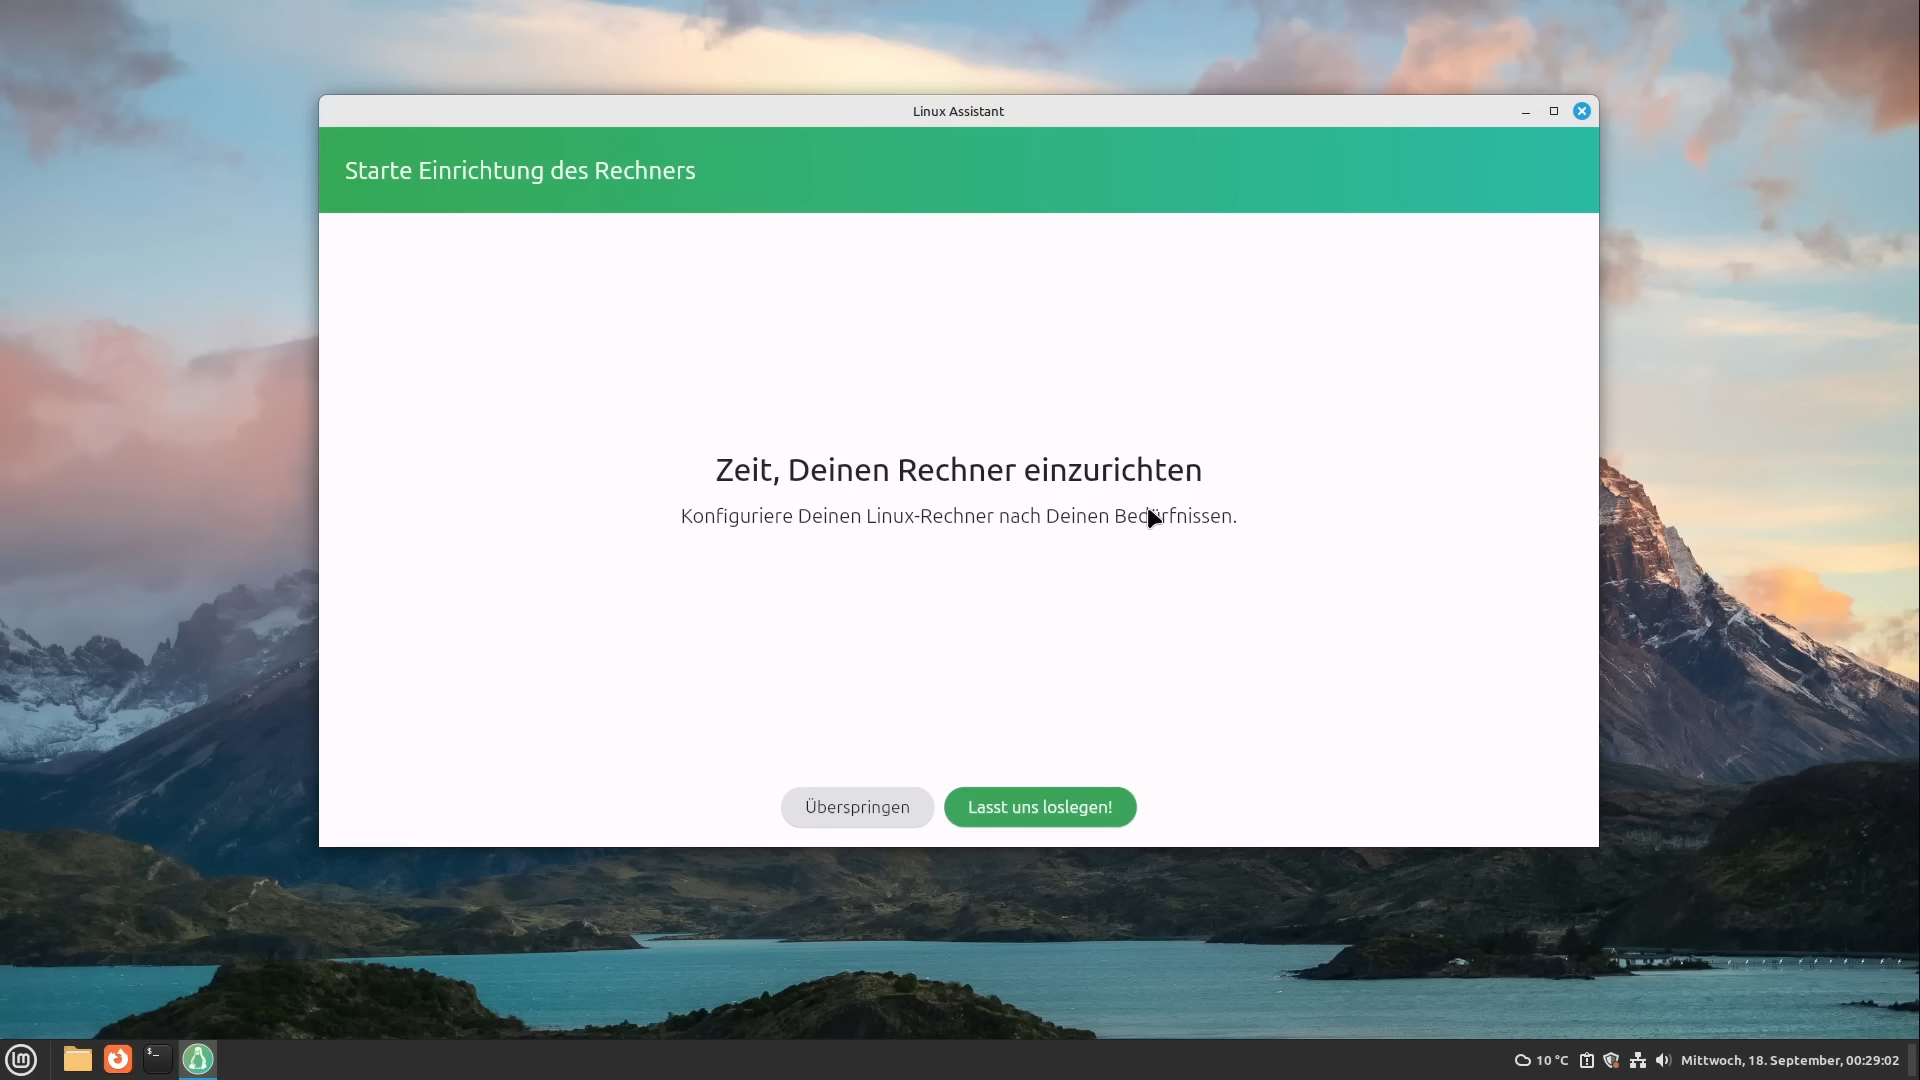 Linux Assistant
Starte Einrichtung des Rechners
Zeit, Deinen Rechner einzurichten
Konfiguriere Deinen Linux-Rechner nach Deinen Bedürfnissen.
Überspringen
Lasst uns loslegen!
10 °C
Mittwoch, 18. September, 00:29:02